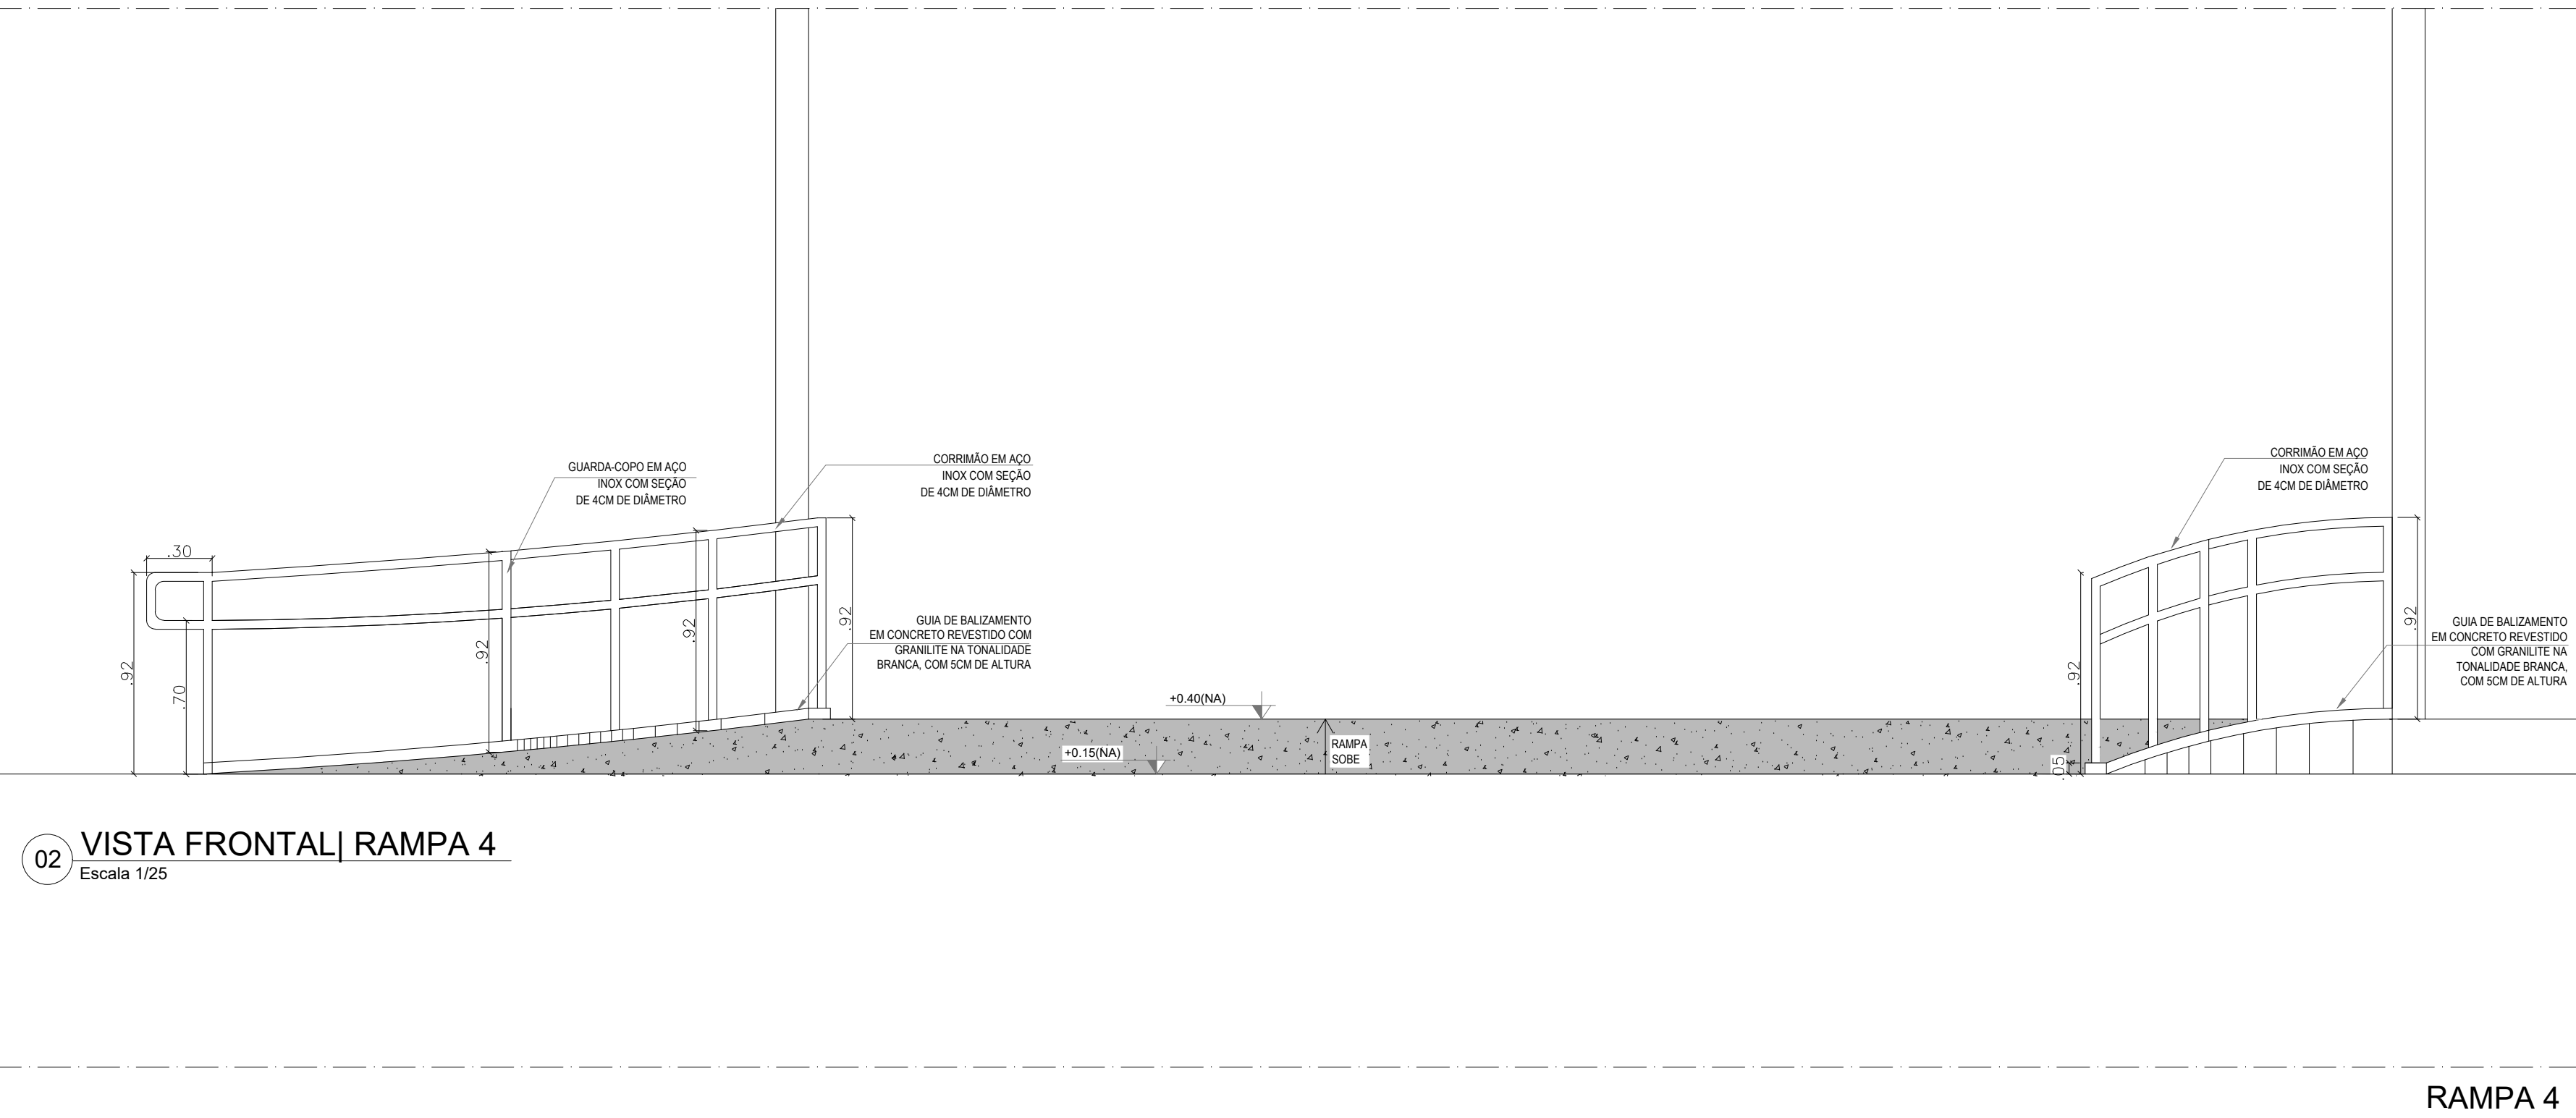 GUARDA-COPO EM AÇO
INOX COM SEÇÃO
DE 4CM DE DIÂMETRO
CORRIMÃO EM AÇO
INOX COM SEÇÃO
DE 4CM DE DIÂMETRO
CORRIMÃO EM AÇO
INOX COM SEÇÃO
DE 4CM DE DIÂMETRO
.30
.92
.70
.92
.92
.92
GUIA DE BALIZAMENTO
EM CONCRETO REVESTIDO COM
GRANILITE NA TONALIDADE
BRANCA, COM 5CM DE ALTURA
+0.40(NA)
+0.15(NA)
RAMPA
SOBE
.92
.05
.92
GUIA DE BALIZAMENTO
EM CONCRETO REVESTIDO
COM GRANILITE NA
TONALIDADE BRANCA,
COM 5CM DE ALTURA
02
VISTA FRONTAL| RAMPA 4
Escala 1/25
RAMPA 4